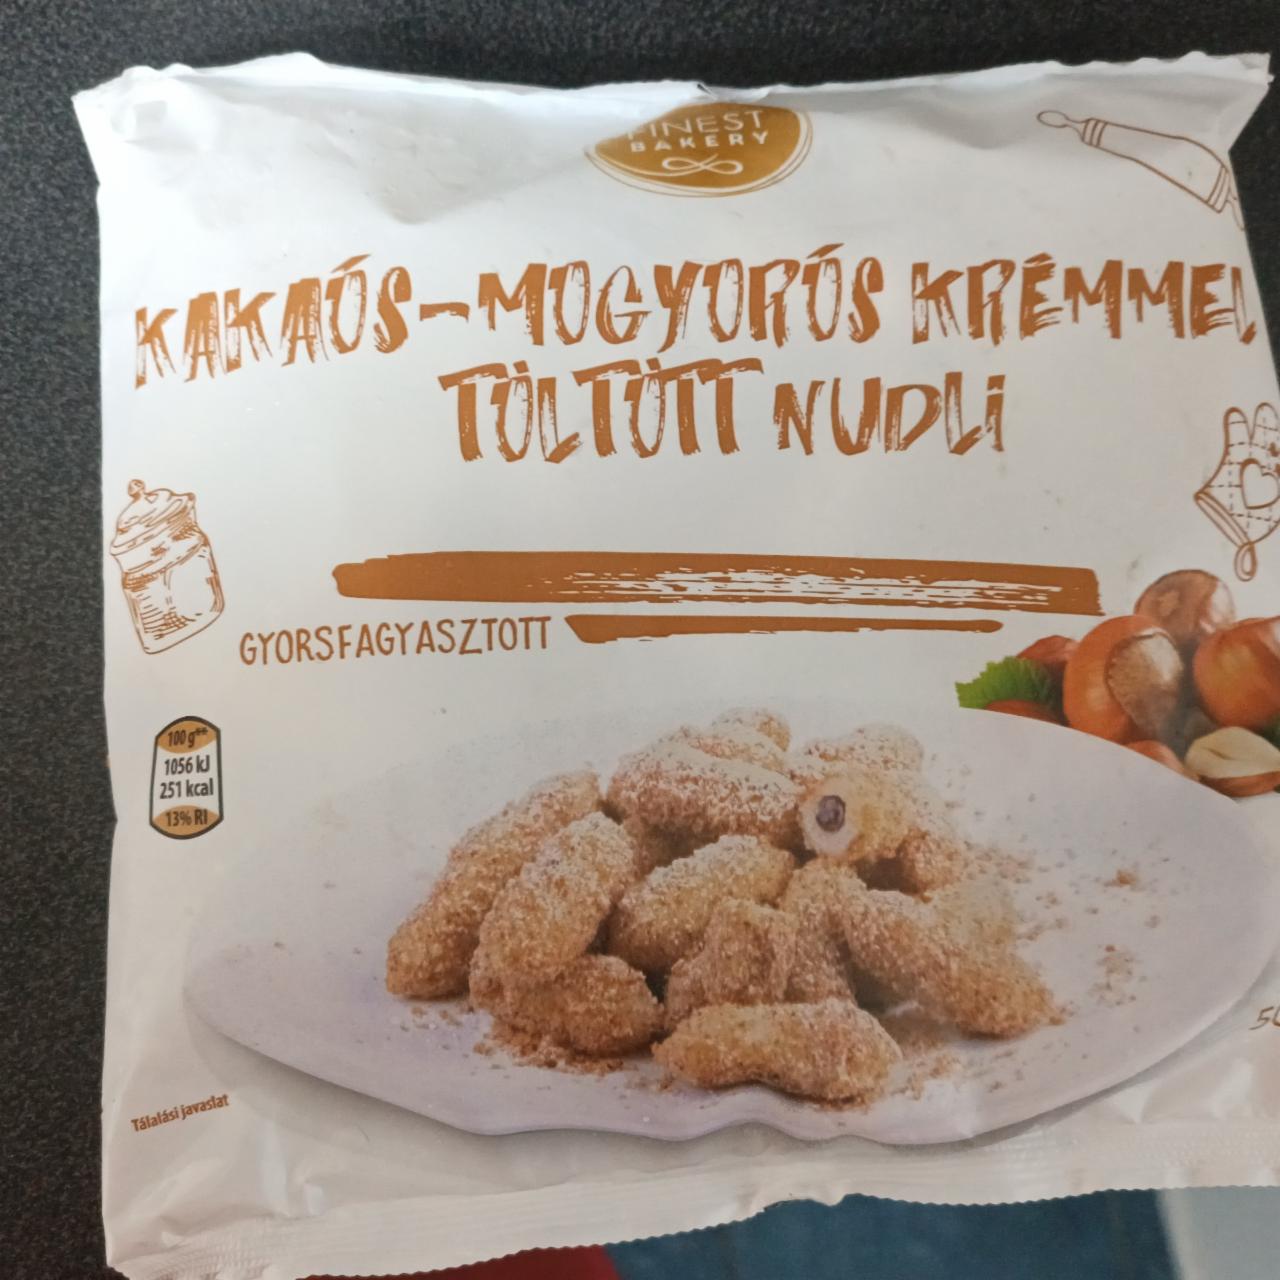 FINEST
BAKERY
KAKAÓS-MOGYORÓS KRÉMMEL
TÖLTÖTT NUDLI
GYORSFAGYASZTOTT
100 g**
1056 kJ
251 kcal
13% RI
Tálalási javaslat